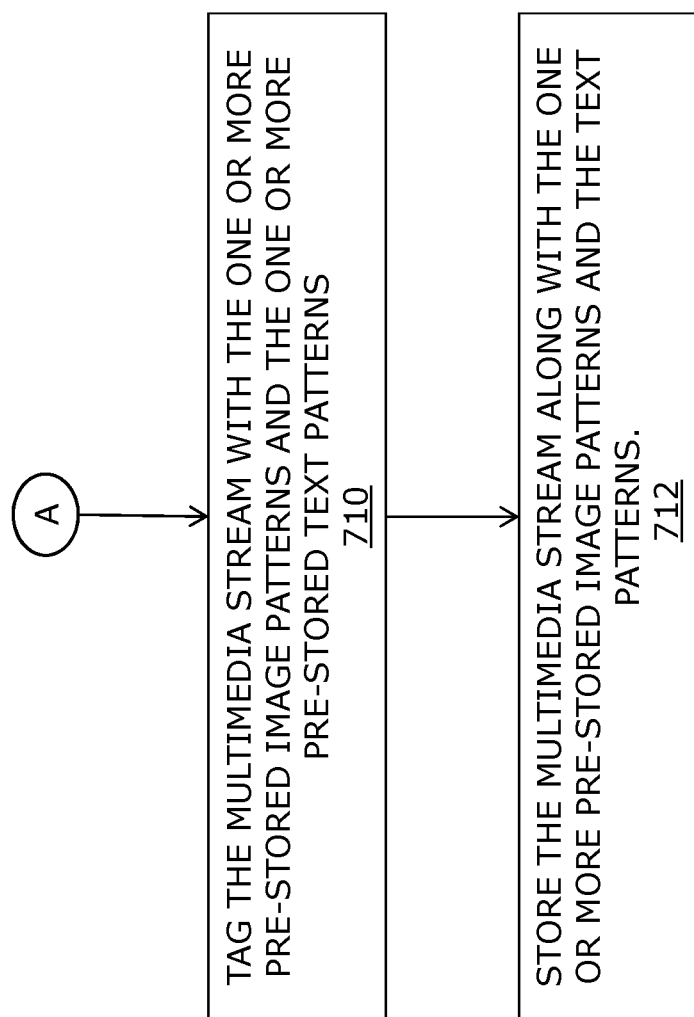 A
TAG THE MULTIMEDIA STREAM WITH THE ONE OR MORE
PRE-STORED IMAGE PATTERNS AND THE ONE OR MORE
PRE-STORED TEXT PATTERNS
710
STORE THE MULTIMEDIA STREAM ALONG WITH THE ONE
OR MORE PRE-STORED IMAGE PATTERNS AND THE TEXT
PATTERNS.
712